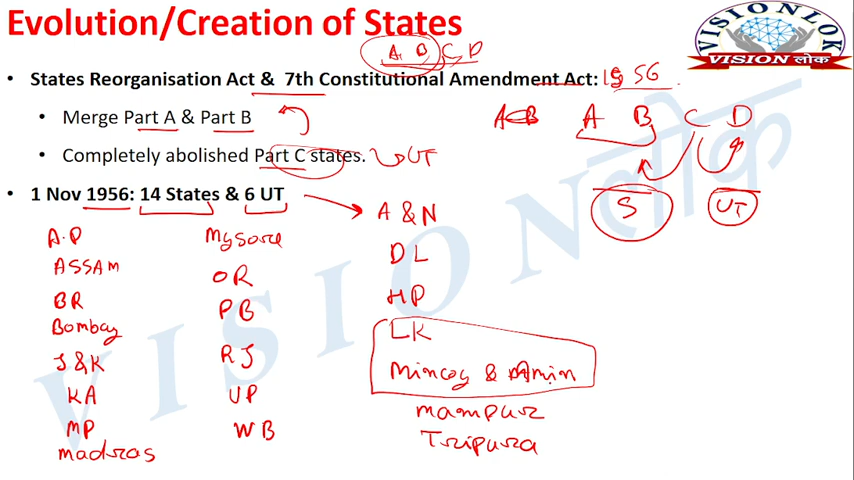 Evolution/Creation of States
A B C D
• States Reorganisation Act & 7th Constitutional Amendment Act: 1956
• Merge Part A & Part B
A B A B C D
• Completely abolished Part C states. UT
• 1 Nov 1956: 14 States & 6 UT
S UT
A.P
ASSAM
BR
Bombay
J&K
KA
MP
madras
Mysore
OR
PB
RJ
UP
WB
A & N
DL
HP
LK
Mincoy & Amin
manipur
Tripura
VISIONLOK
VISION लोक
VISIONलोक